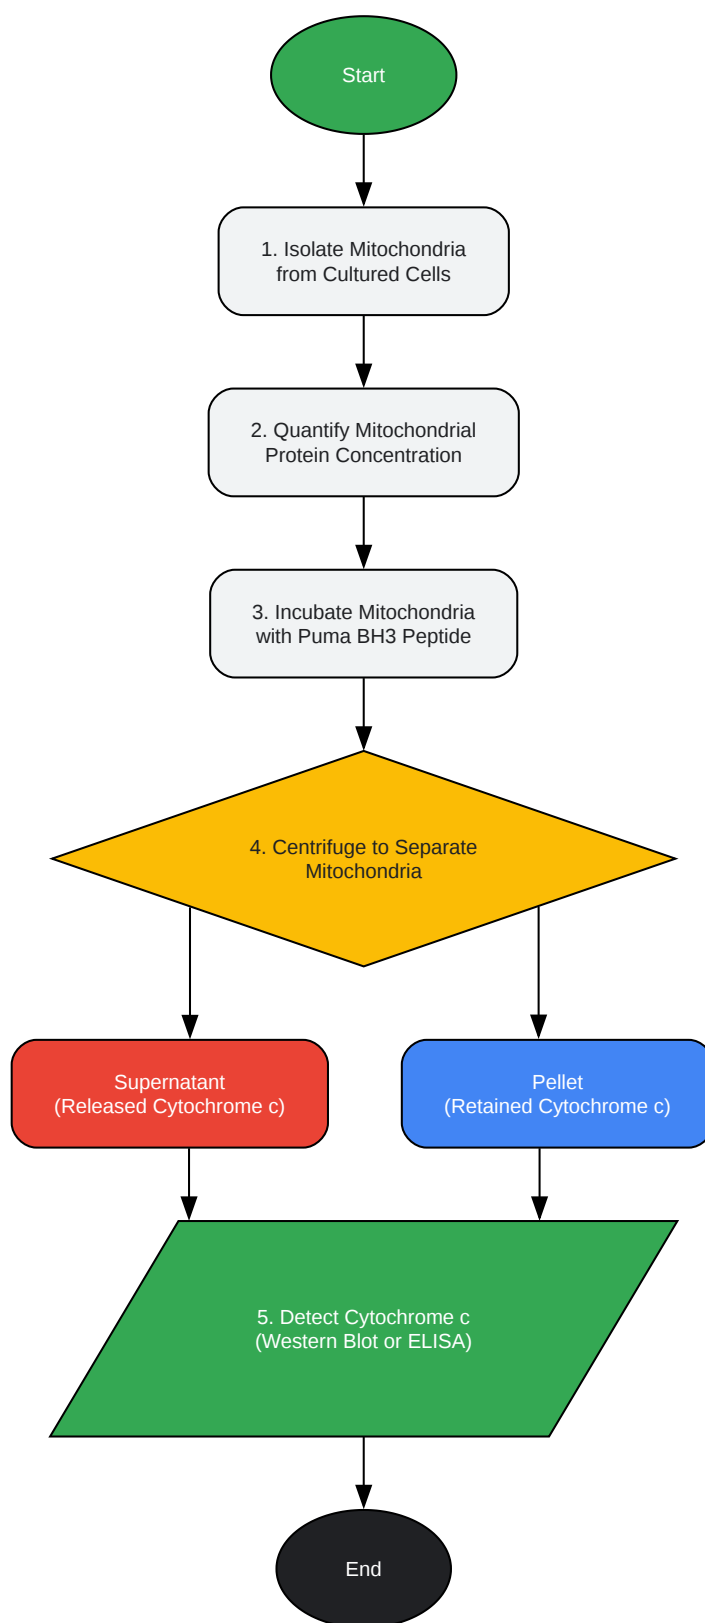 Start
1. Isolate Mitochondria
from Cultured Cells
2. Quantify Mitochondrial
Protein Concentration
3. Incubate Mitochondria
with Puma BH3 Peptide
4. Centrifuge to Separate
Mitochondria
Supernatant
(Released Cytochrome c)
Pellet
(Retained Cytochrome c)
5. Detect Cytochrome c
(Western Blot or ELISA)
End